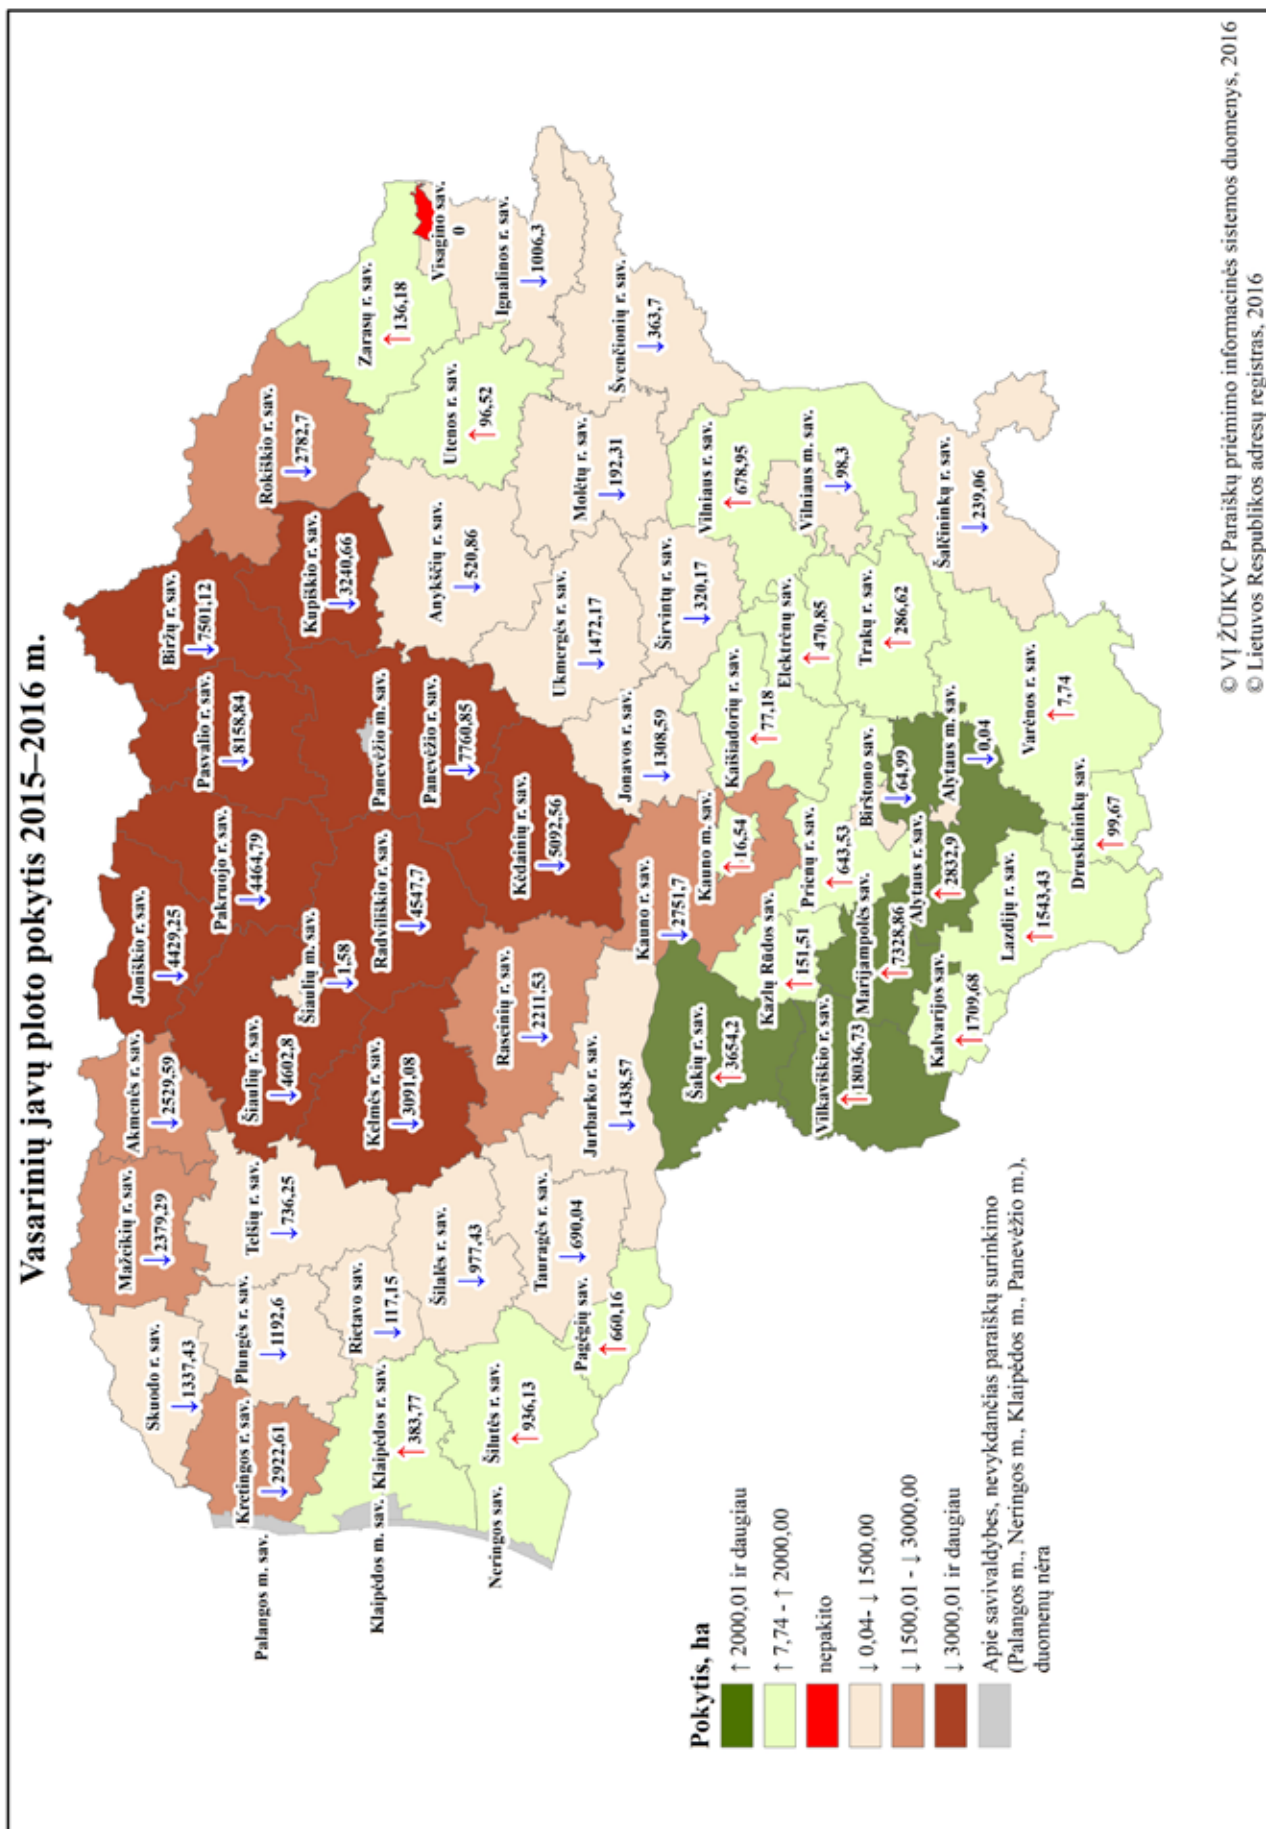 Vasarinių javų ploto pokytis 2015–2016 m.
Skuodo r. sav.
↓1337,43
Mažeikių r. sav.
↓2379,29
Akmenės r. sav.
↓2529,59
Joniškio r. sav.
↓4429,25
Pakruojo r. sav.
↓4464,79
Pasvalio r. sav.
↓8158,84
Biržų r. sav.
↓7501,12
Rokiškio r. sav.
↓2782,7
Kupiškio r. sav.
↓3240,66
Zarasų r. sav.
↑136,18
Visagino sav.
0
Ignalinos r. sav.
↓1006,3
Utenos r. sav.
↑96,52
Anykščių r. sav.
↓520,86
Panevėžio m. sav.
Panevėžio r. sav.
↓7760,85
Radviliškio r. sav.
↓4547,7
Šiaulių m. sav.
↓1,58
Šiaulių r. sav.
↓4602,8
Telšių r. sav.
↓736,25
Plungės r. sav.
↓1192,6
Kretingos r. sav.
↓2922,61
Palangos m. sav.
Klaipėdos m. sav.
Klaipėdos r. sav.
↑383,77
Rietavo sav.
↓117,15
Kelmės r. sav.
↓3091,08
Šilalės r. sav.
↓977,43
Neringos sav.
Šilutės r. sav.
↑936,13
Pagėgių sav.
↑660,16
Tauragės r. sav.
↓690,04
Jurbarko r. sav.
↓1438,57
Raseinių r. sav.
↓2211,53
Kėdainių r. sav.
↓5092,56
Ukmergės r. sav.
↓1472,17
Molėtų r. sav.
↓192,31
Švenčionių r. sav.
↓363,7
Širvintų r. sav.
↓320,17
Jonavos r. sav.
↓1308,59
Kauno r. sav.
↓2751,7
Kauno m. sav.
↑16,54
Kaišiadorių r. sav.
↑77,18
Elektrėnų sav.
↑470,85
Vilniaus r. sav.
↑678,95
Vilniaus m. sav.
↓98,3
Trakų r. sav.
↑286,62
Šalčininkų r. sav.
↓239,06
Šakių r. sav.
↑3654,2
Kazlų Rūdos sav.
↑151,51
Prienų r. sav.
↑643,53
Birštono sav.
↓64,99
Vilkaviškio r. sav.
↑18036,73
Marijampolės sav.
↑7328,86
Alytaus r. sav.
↑2832,9
Alytaus m. sav.
↓0,04
Kalvarijos sav.
↑1709,68
Lazdijų r. sav.
↑1543,43
Druskininkų sav.
↑99,67
Varėnos r. sav.
↑7,74
Pokytis, ha
↑ 2000,01 ir daugiau
↑ 7,74 - ↑ 2000,00
nepakito
↓ 0,04- ↓ 1500,00
↓ 1500,01 - ↓ 3000,00
↓ 3000,01 ir daugiau
Apie savivaldybes, nevykdančias paraiškų surinkimo
(Palangos m., Neringos m., Klaipėdos m., Panevėžio m.),
duomenų nėra
© VĮ ŽŪIKVC Paraiškų priėmimo informacinės sistemos duomenys, 2016
© Lietuvos Respublikos adresų registras, 2016